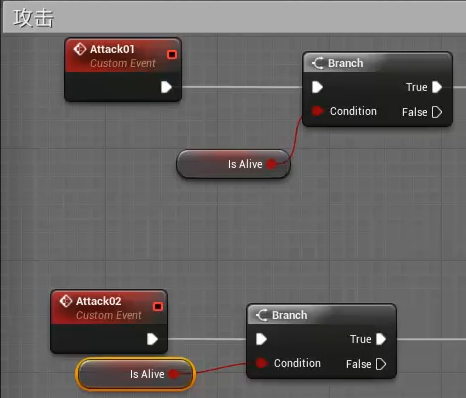 攻击
Attack01
Custom Event
Branch
True
Condition
False
Is Alive
Attack02
Custom Event
Branch
True
Is Alive
Condition
False